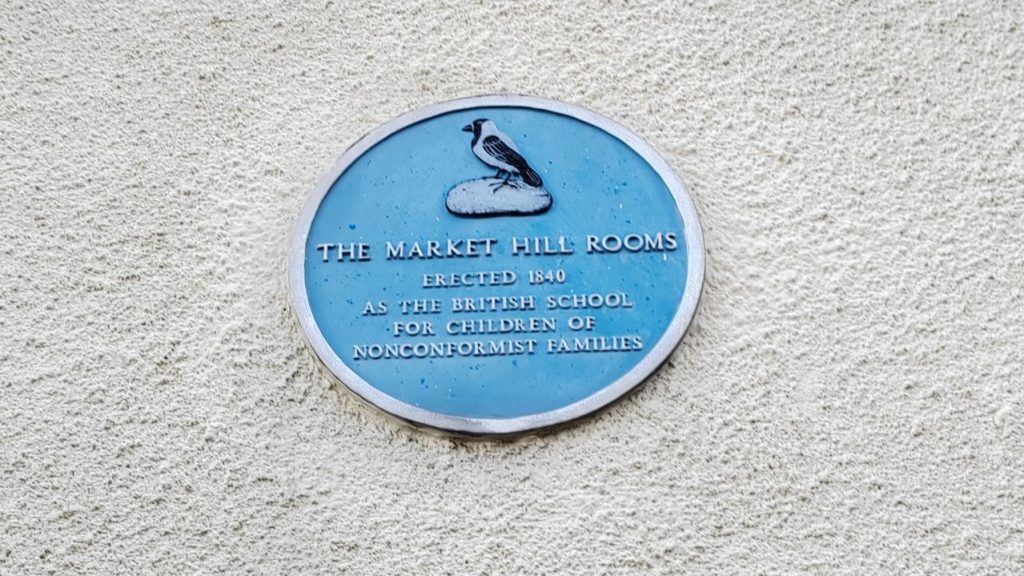 THE MARKET HILL ROOMS
ERECTED 1840
AS THE BRITISH SCHOOL
FOR CHILDREN OF
NONCONFORMIST FAMILIES